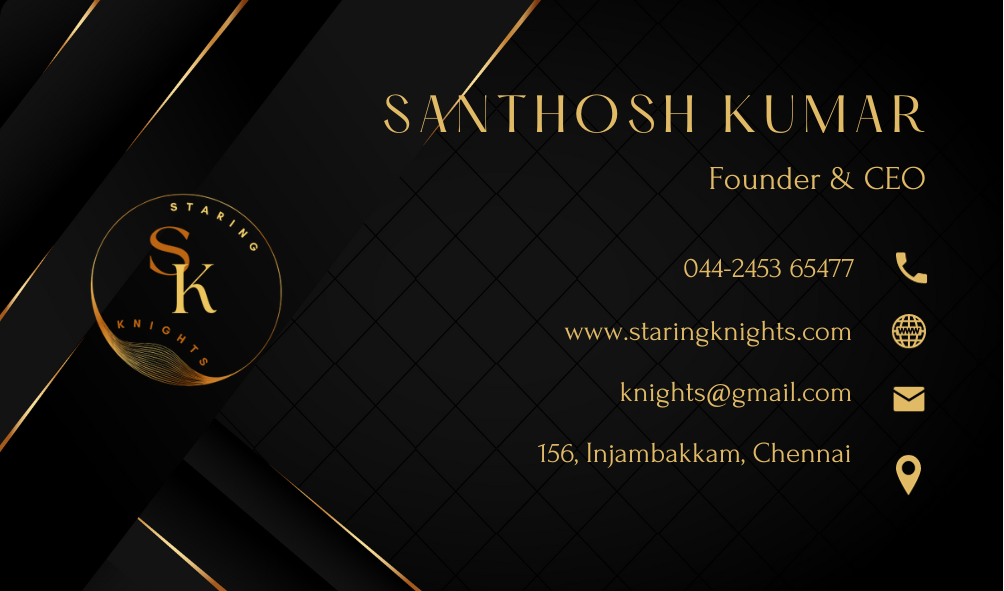 STARING
SK
KNIGHTS
SANTHOSH KUMAR
Founder & CEO
044-2453 65477
www.staringknights.com
WWW
knights@gmail.com
156, Injambakkam, Chennai